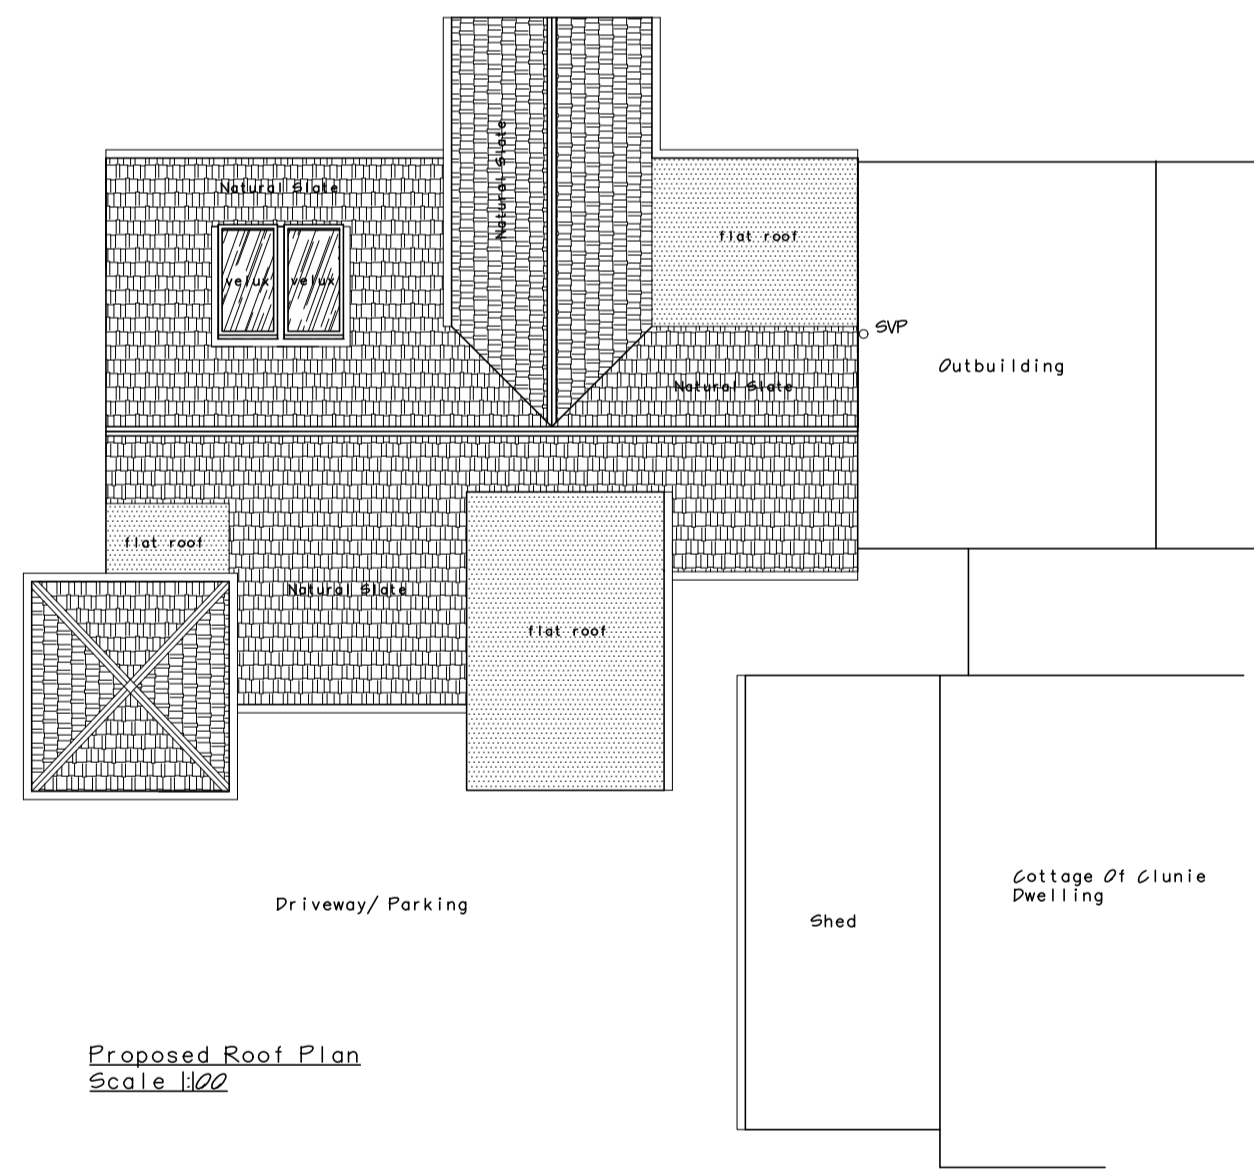 Natural Slate
Natural Slate
flat roof
velux
velux
SVP
Outbuilding
Natural Slate
flat roof
Natural Slate
flat roof
Cottage Of Clunie
Dwelling
Driveway/ Parking
Shed
Proposed Roof Plan
Scale 1:100